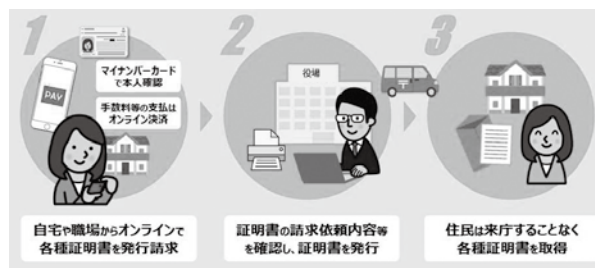 1
マイナンバーカード
で本人確認
PAY
手数料等の支払は
オンライン決済
自宅や職場からオンラインで
各種証明書を発行請求
2
役場
証明書の請求依頼内容等
を確認し、証明書を発行
3
住民は来庁することなく
各種証明書を取得